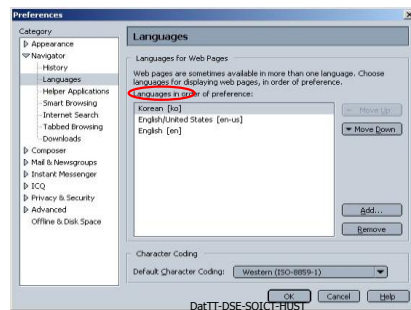 Preferences
Category
Appearance
Navigator
History
Languages
Helper Applications
Smart Browsing
Internet Search
Tabbed Browsing
Downloads
Composer
Mail & Newsgroups
Instant Messenger
ICQ
Privacy & Security
Advanced
Offline & Disk Space
Languages
Languages for Web Pages
Web pages are sometimes available in more than one language. Choose
languages for displaying web pages, in order of preference.
Languages in order of preference:
Korean [ko]
English/United States [en-us]
English [en]
Move Up
Move Down
Add...
Remove
Character Coding
Default Character Coding: Western (ISO-8859-1)
OK Cancel Help
DatTT-DSE-SOICT-HUST